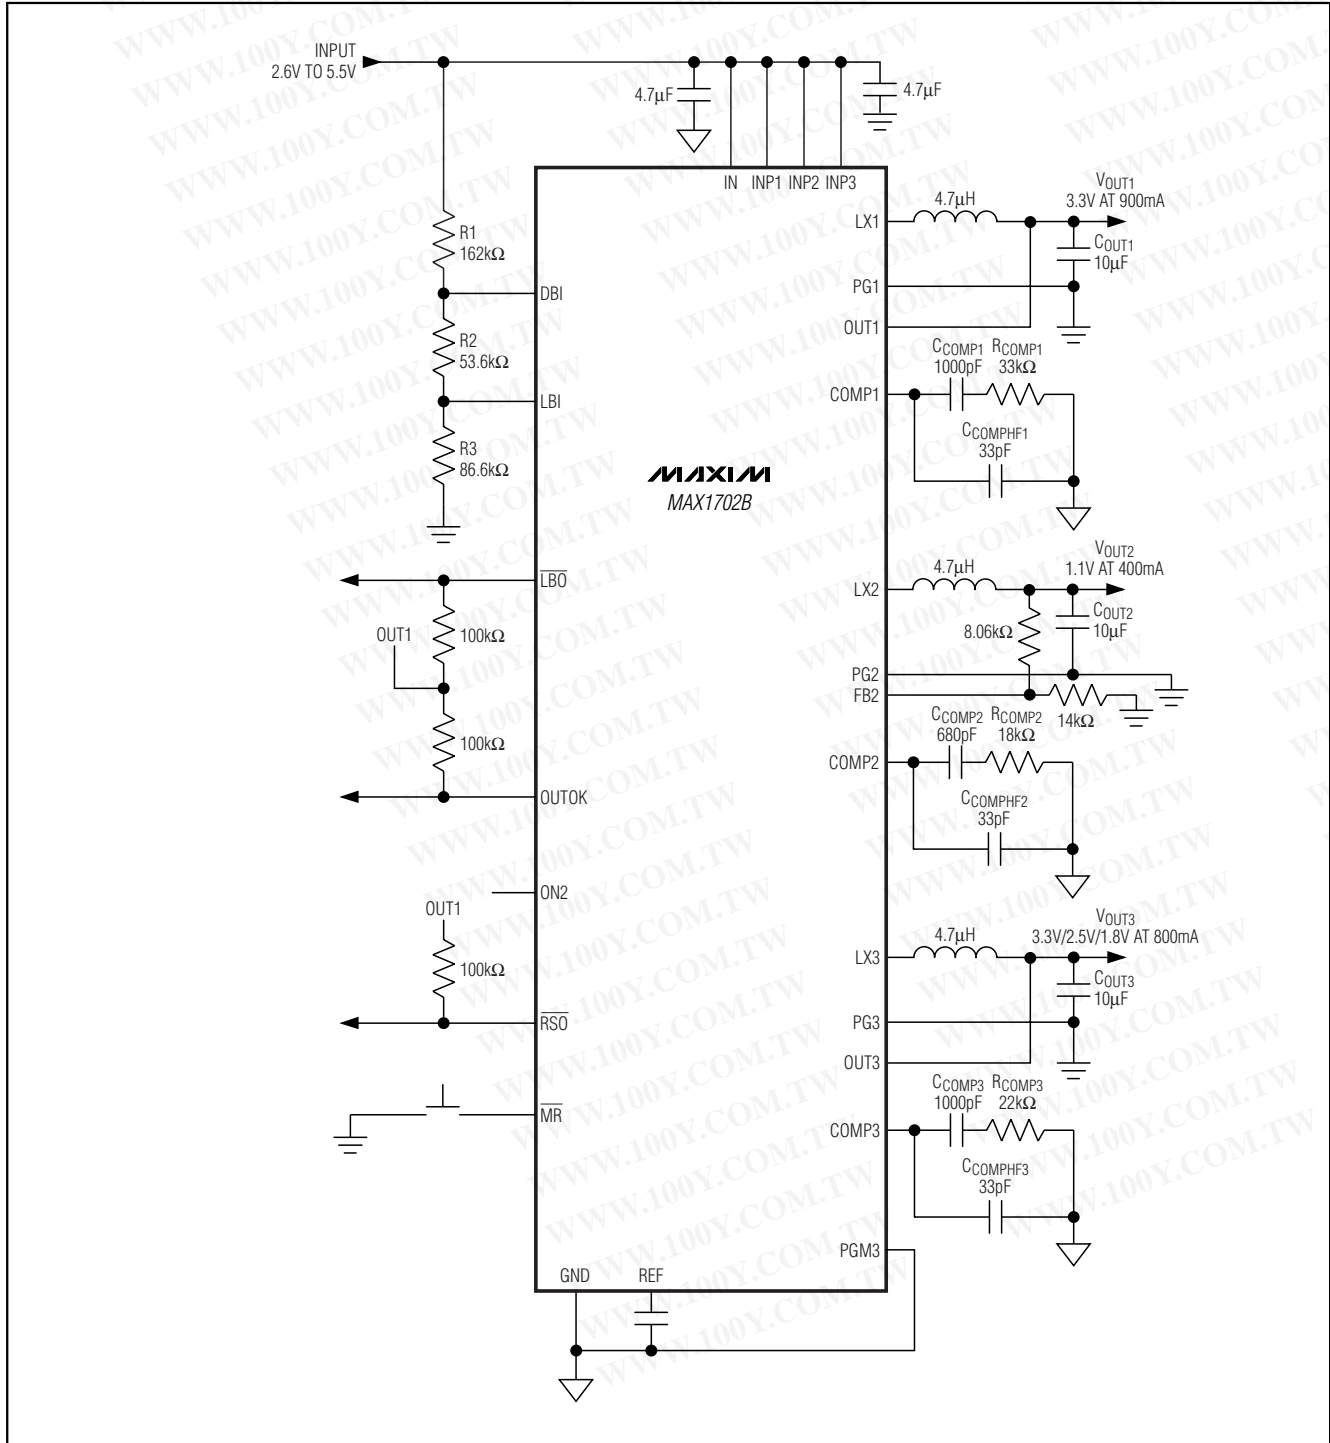 INPUT
2.6V TO 5.5V
4.7µF
4.7µF
IN INP1 INP2 INP3
R1
162kΩ
DBI
R2
53.6kΩ
LBI
R3
86.6kΩ
MAXIM
MAX1702B
LBO
OUT1
100kΩ
100kΩ
OUTOK
ON2
OUT1
100kΩ
RSO
MR
GND
REF
LX1
4.7µH
VOUT1
3.3V AT 900mA
COUT1
10µF
PG1
OUT1
CCOMP1
1000pF
RCOMP1
33kΩ
COMP1
CCOMPHF1
33pF
LX2
4.7µH
VOUT2
1.1V AT 400mA
8.06kΩ
COUT2
10µF
PG2
FB2
14kΩ
CCOMP2
680pF
RCOMP2
18kΩ
COMP2
CCOMPHF2
33pF
LX3
4.7µH
VOUT3
3.3V/2.5V/1.8V AT 800mA
COUT3
10µF
PG3
OUT3
CCOMP3
1000pF
RCOMP3
22kΩ
COMP3
CCOMPHF3
33pF
PGM3
WWW.100Y.COM.TW